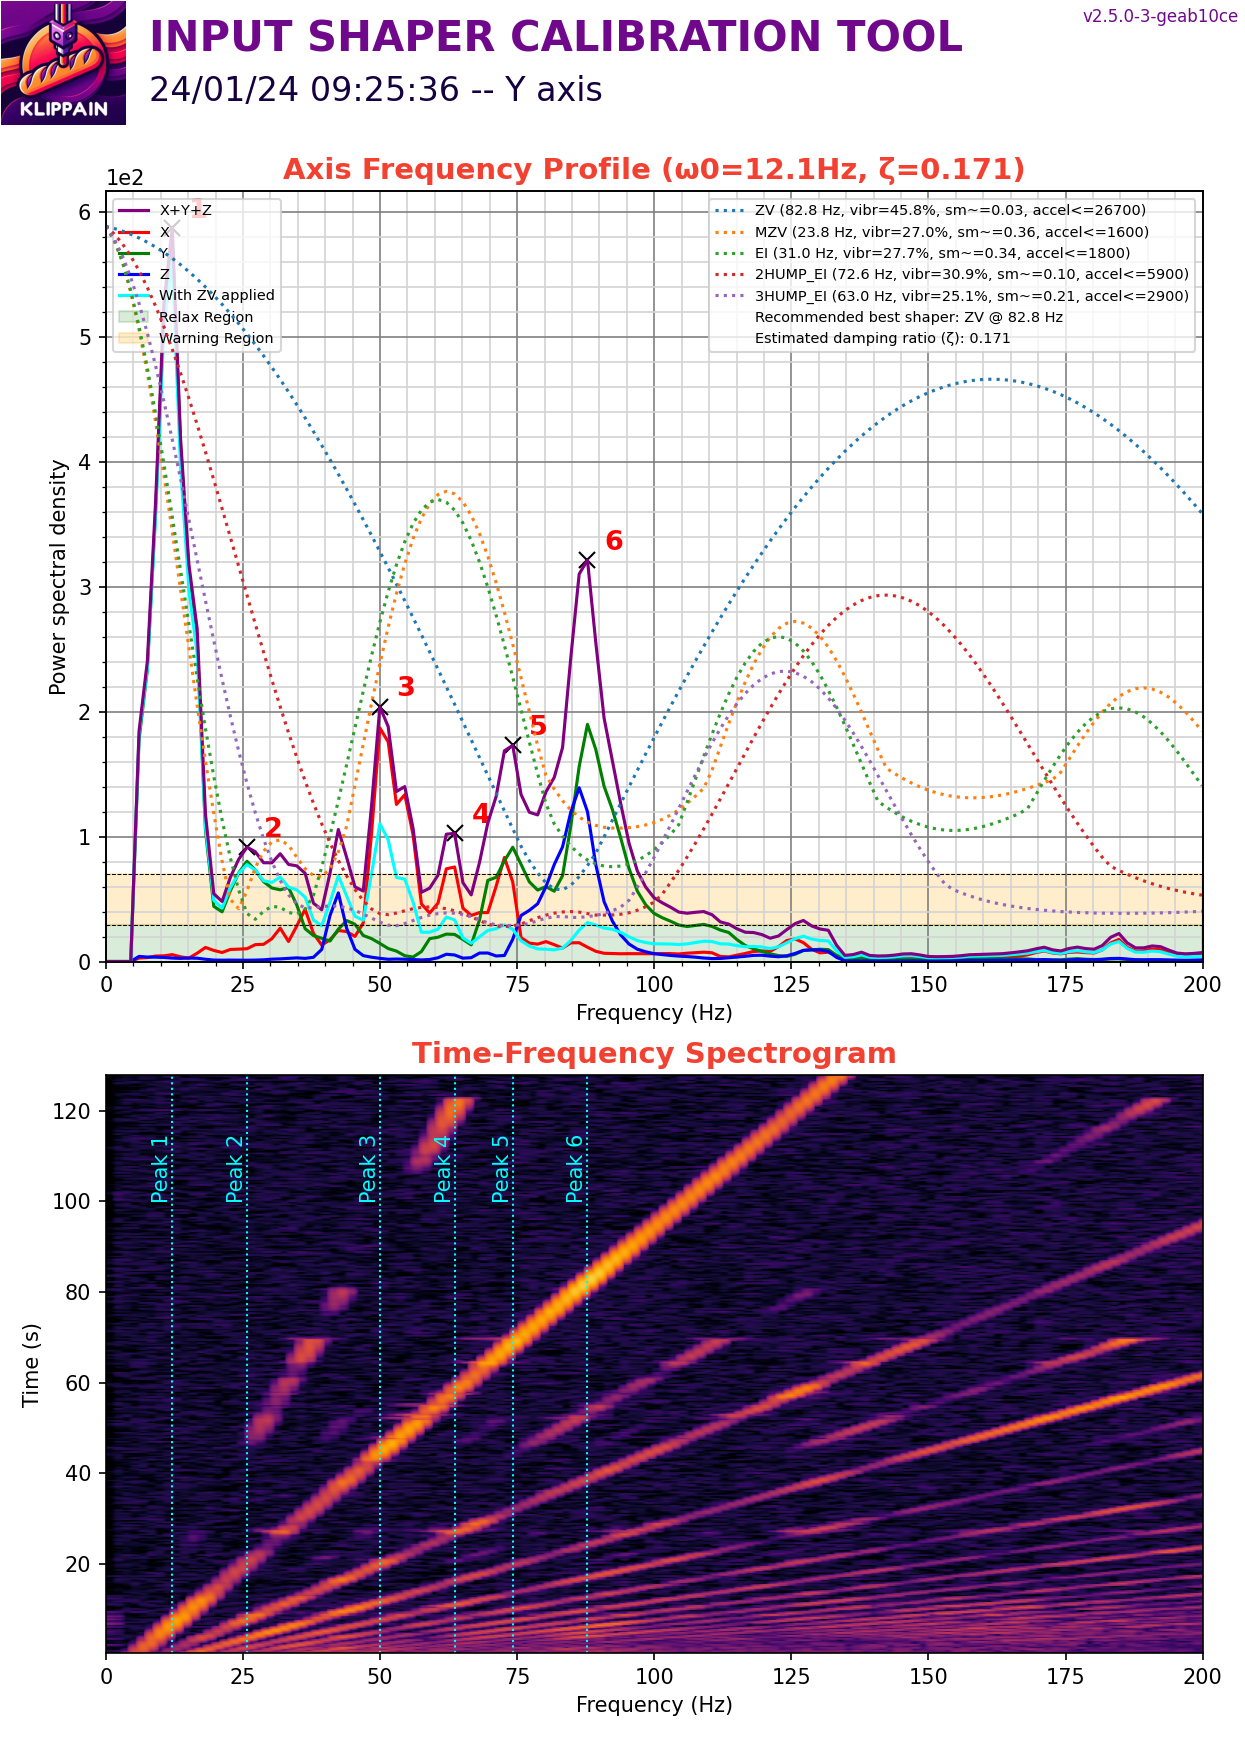 v2.5.0-3-geab10ce
INPUT SHAPER CALIBRATION TOOL
24/01/24 09:25:36 -- Y axis
KLIPPAIN
Axis Frequency Profile (ω0=12.1Hz, ζ=0.171)
1e2
X+Y+Z
X
Y
Z
With ZV applied
Relax Region
Warning Region
ZV (82.8 Hz, vibr=45.8%, sm~=0.03, accel<=26700)
MZV (23.8 Hz, vibr=27.0%, sm~=0.36, accel<=1600)
EI (31.0 Hz, vibr=27.7%, sm~=0.34, accel<=1800)
2HUMP_EI (72.6 Hz, vibr=30.9%, sm~=0.10, accel<=5900)
3HUMP_EI (63.0 Hz, vibr=25.1%, sm~=0.21, accel<=2900)
Recommended best shaper: ZV @ 82.8 Hz
Estimated damping ratio (ζ): 0.171
1
2
3
4
5
6
Power spectral density
6
5
4
3
2
1
0
0 25 50 75 100 125 150 175 200
Frequency (Hz)
Time-Frequency Spectrogram
Time (s)
120
100
80
60
40
20
Peak 1
Peak 2
Peak 3
Peak 4
Peak 5
Peak 6
0 25 50 75 100 125 150 175 200
Frequency (Hz)